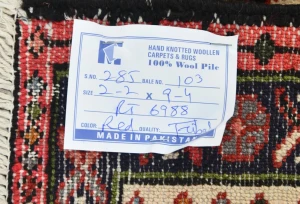 HAND KNOTTED WOOLLEN
CARPETS & RUGS
100% Wool Pile
S.NO. 285 BALE NO. 103
SIZE 2-2 x 9-4
RT 6988
COLOR Red QUALITY:
MADE IN PAKISTAN